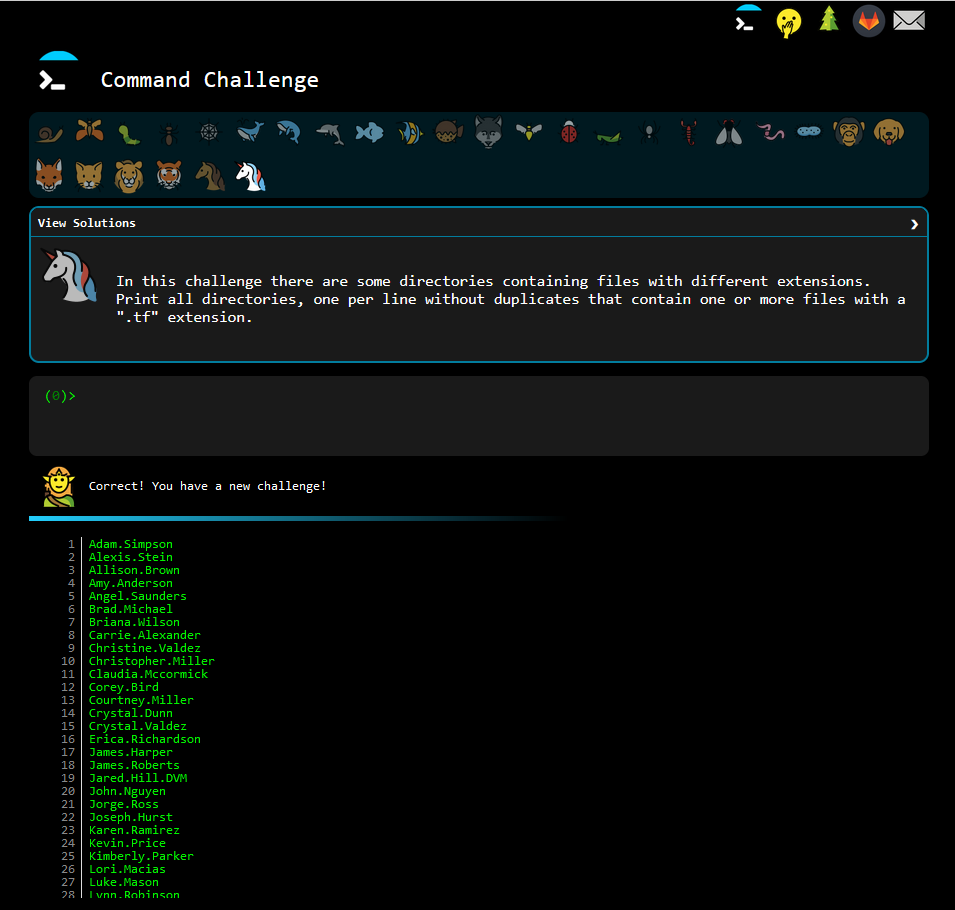 Command Challenge
View Solutions
In this challenge there are some directories containing files with different extensions.
Print all directories, one per line without duplicates that contain one or more files with a
".tf" extension.
(0)>
Correct! You have a new challenge!
1 Adam.Simpson
2 Alexis.Stein
3 Allison.Brown
4 Amy.Anderson
5 Angel.Saunders
6 Brad.Michael
7 Briana.Wilson
8 Carrie.Alexander
9 Christine.Valdez
10 Christopher.Miller
11 Claudia.Mccormick
12 Corey.Bird
13 Courtney.Miller
14 Crystal.Dunn
15 Crystal.Valdez
16 Erica.Richardson
17 James.Harper
18 James.Roberts
19 Jared.Hill.DVM
20 John.Nguyen
21 Jorge.Ross
22 Joseph.Hurst
23 Karen.Ramirez
24 Kevin.Price
25 Kimberly.Parker
26 Lori.Macias
27 Luke.Mason
28 Lynn.Robinson